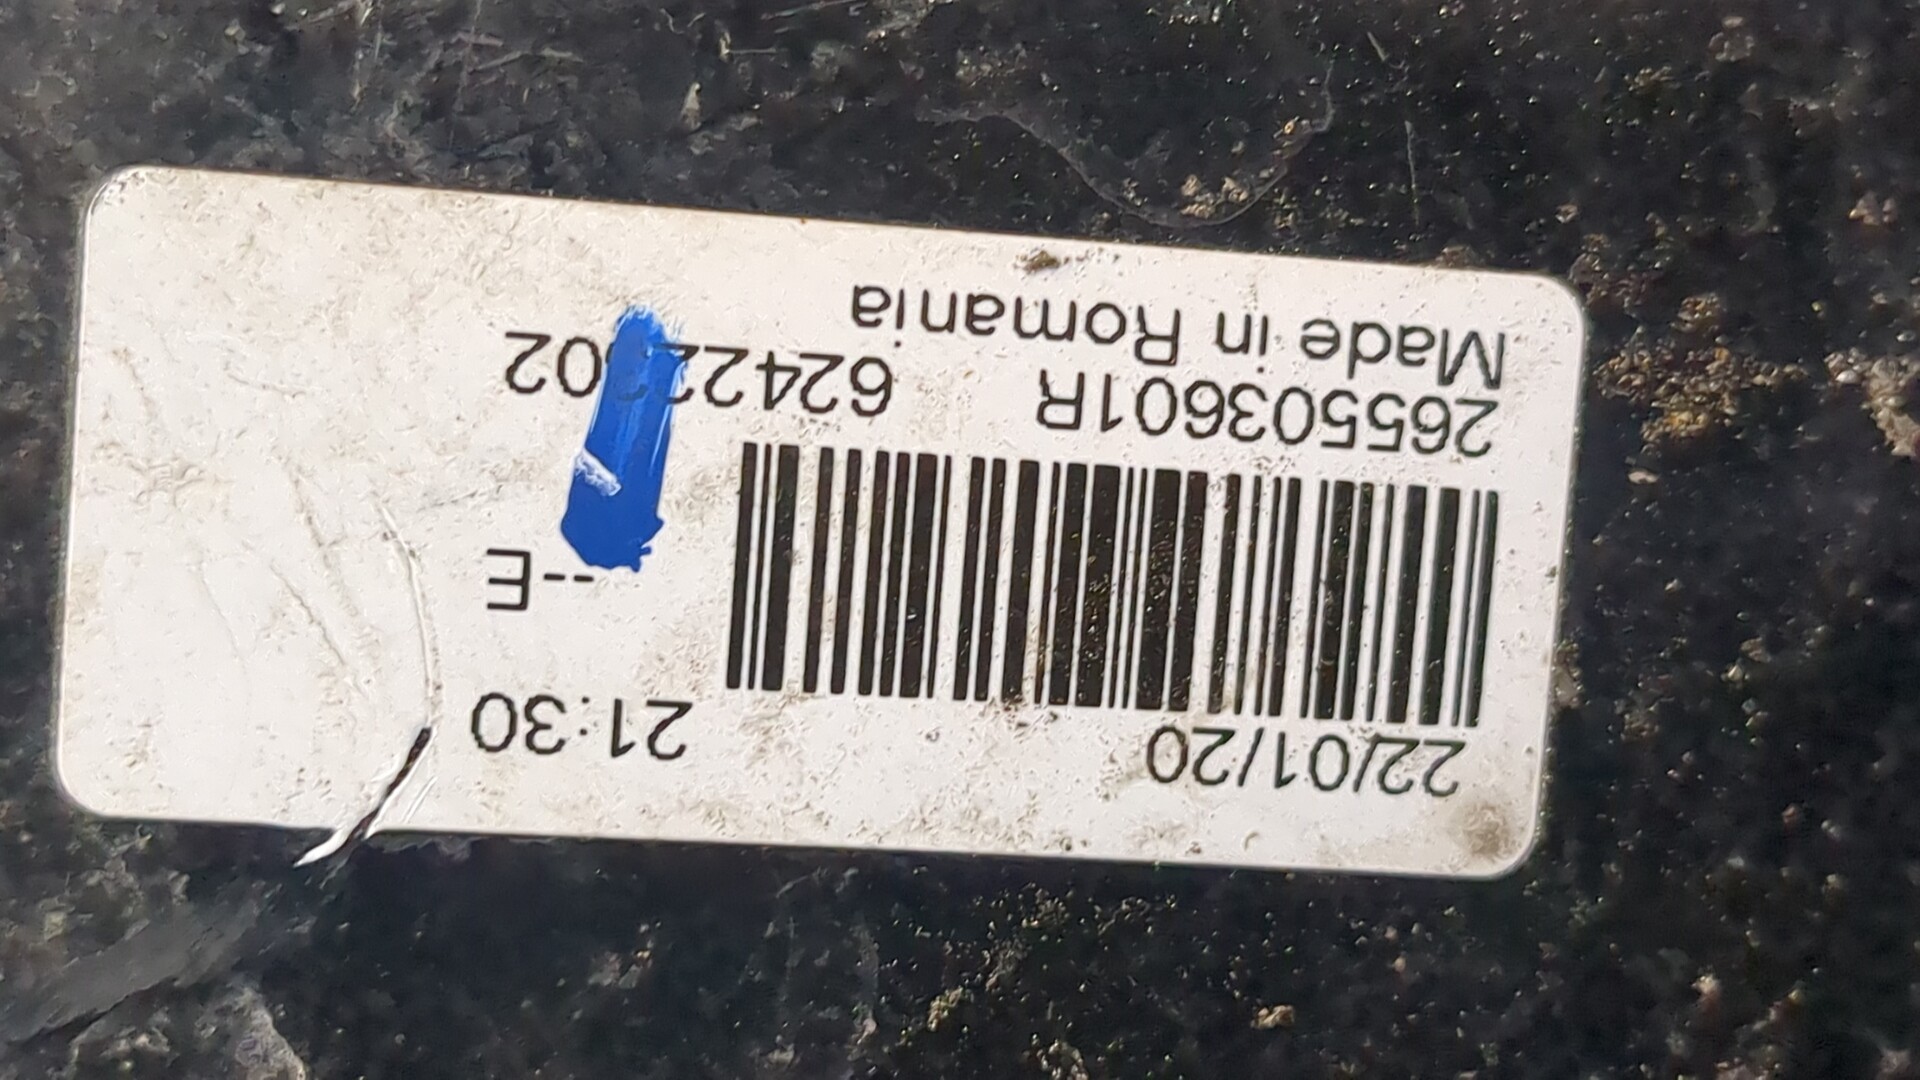 22/01/20 21:30
--E
265503601R
Made in Romania